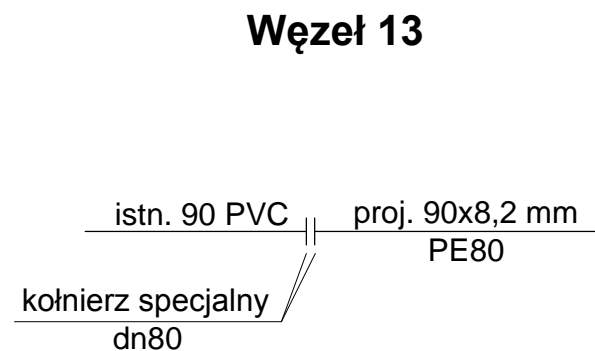 Węzeł 13
istn. 90 PVC
proj. 90x8,2 mm
PE80
kołnierz specjalny
dn80